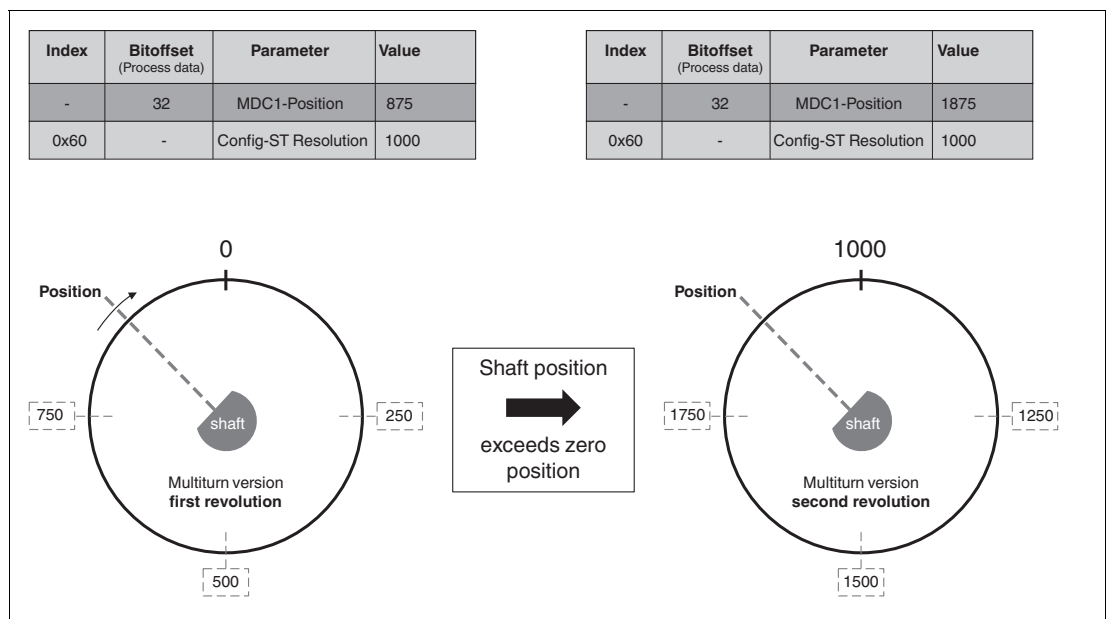 Index Bitoffset (Process data) Parameter Value
- 32 MDC1-Position 875
0x60 - Config-ST Resolution 1000
Index Bitoffset (Process data) Parameter Value
- 32 MDC1-Position 1875
0x60 - Config-ST Resolution 1000
0
Position
750
250
shaft
Multiturn version
first revolution
500
Shaft position
exceeds zero
position
1000
Position
1750
1250
shaft
Multiturn version
second revolution
1500